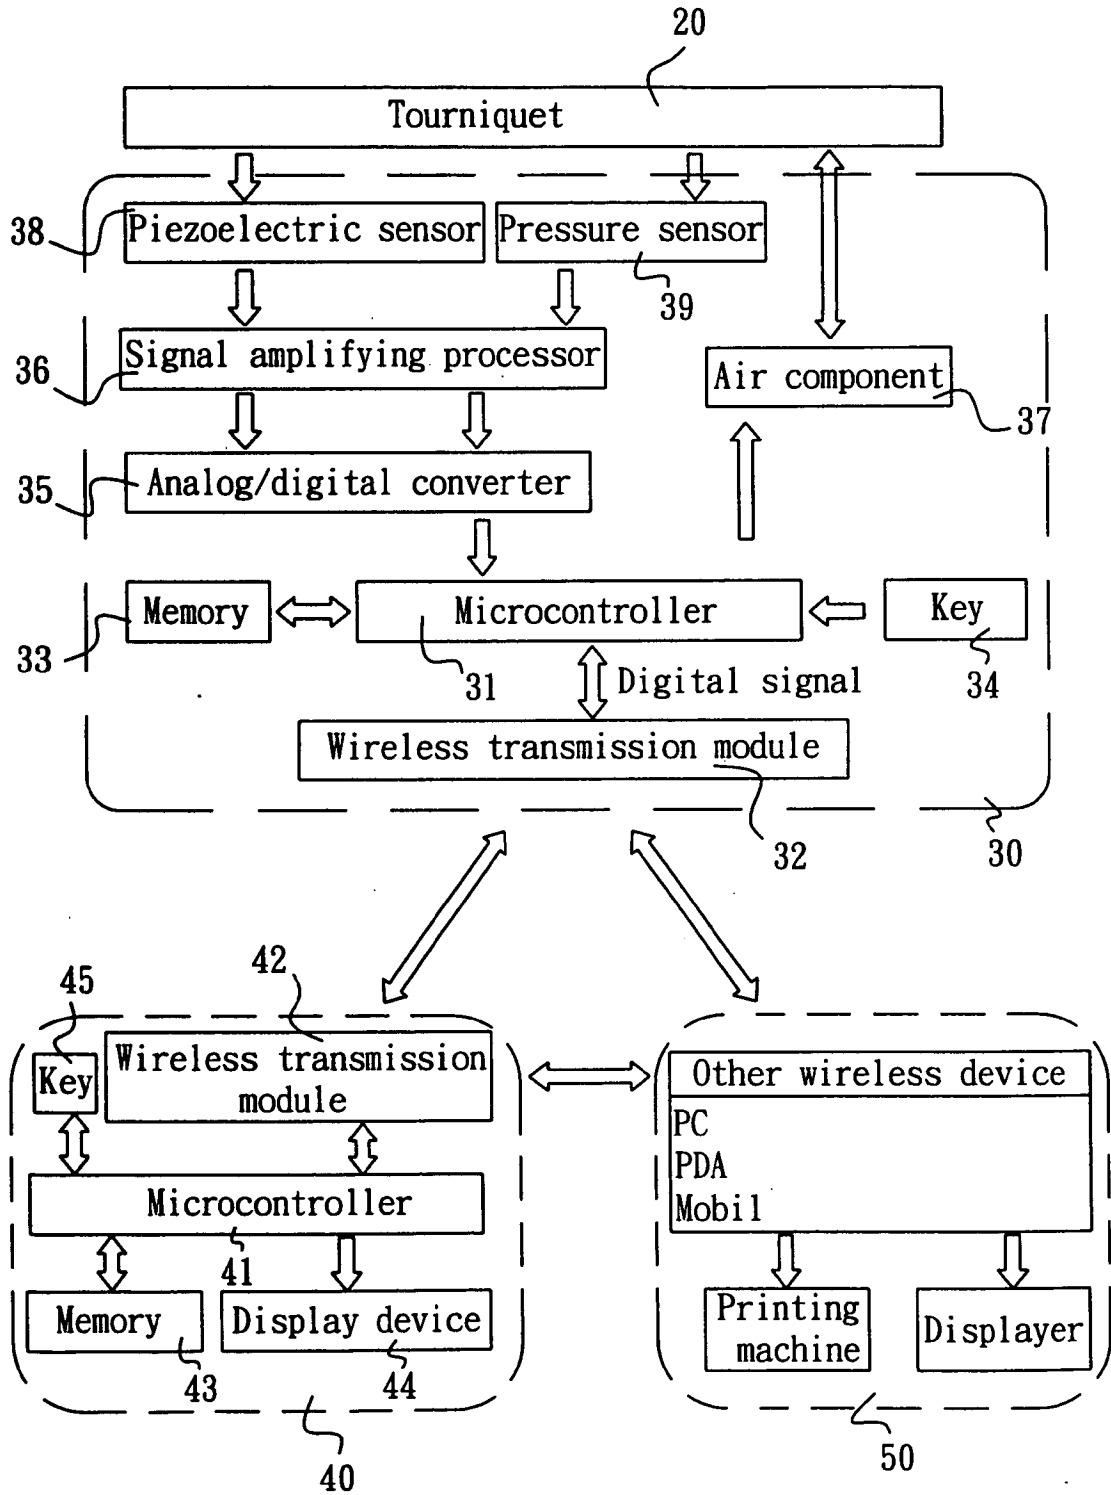 20
Tourniquet
38
Piezoelectric sensor
Pressure sensor
39
36
Signal amplifying processor
Air component
37
35
Analog/digital converter
Memory
Microcontroller
Key
33
31
34
Digital signal
Wireless transmission module
32
30
45
42
Key
Wireless transmission
module
Microcontroller
41
Memory
Display device
43
44
40
Other wireless device
PC
PDA
Mobil
Printing
machine
Displayer
50